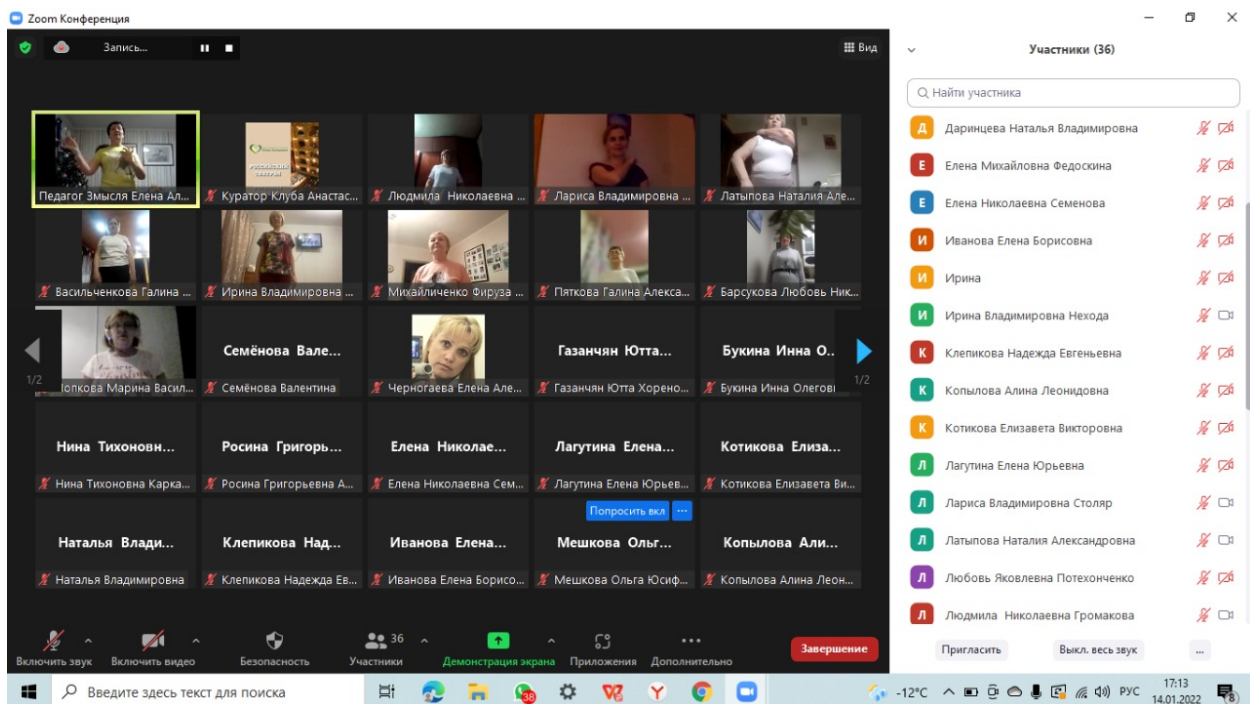 Zoom Конференция
Запись...
Вид
Педагог Змысля Елена Ал...
Куратор Клуба Анастас...
Людмила Николаевна ...
Лариса Владимировна ...
Латыпова Наталия Але...
Васильченкова Галина ...
Ирина Владимировна ...
Михайличенко Фируза ...
Пяткова Галина Алекса...
Барсукова Любовь Ник...
Семёнова Вале...
Газанчян Ютта...
Букина Инна О...
1/2
1/2
Марина Васил...
Семёнова Валентина
Черногаева Елена Але...
Газанчян Ютта Хорено...
Букина Инна Олегов
Нина Тихоновн...
Росина Григорь...
Елена Николае...
Лагутина Елена...
Котикова Елиза...
Нина Тихоновна Карка...
Росина Григорьевна А...
Елена Николаевна Сем...
Лагутина Елена Юрьев...
Котикова Елизавета Ви...
Попросить вкл ...
Наталья Влади...
Клепикова Над...
Иванова Елена...
Мешкова Ольг...
Копылова Али...
Наталья Владимировна
Клепикова Надежда Ев...
Иванова Елена Борисо...
Мешкова Ольга Юсиф...
Копылова Алина Леон...
Включить звук
Включить видео
Безопасность
36
Участники
Демонстрация экрана
Приложения
Дополнительно
Завершение
Участники (36)
Найти участника
Д Даринцева Наталья Владимировна
Е Елена Михайловна Федоскина
Е Елена Николаевна Семенова
И Иванова Елена Борисовна
И Ирина
И Ирина Владимировна Нехода
К Клепикова Надежда Евгеньевна
К Копылова Алина Леонидовна
К Котикова Елизавета Викторовна
Л Лагутина Елена Юрьевна
Л Лариса Владимировна Столяр
Л Латыпова Наталия Александровна
Л Любовь Яковлевна Потехонченко
Л Людмила Николаевна Громакова
Пригласить
Выкл. весь звук
...
Введите здесь текст для поиска
38
-12°C
РУС
17:13
14.01.2022
8